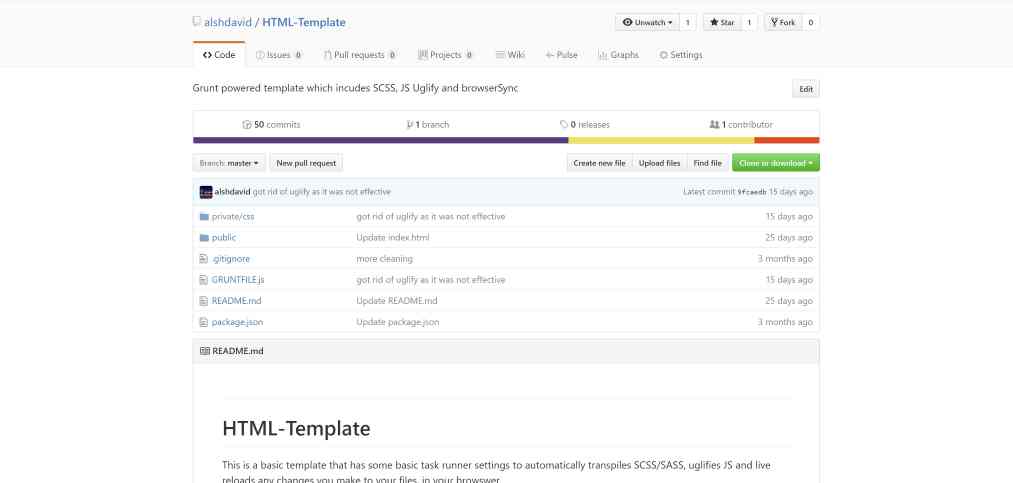 alshdavid / HTML-Template
Unwatch 1 Star 1 Fork 0
Code Issues 0 Pull requests 0 Projects 0 Wiki Pulse Graphs Settings
Grunt powered template which incudes SCSS, JS Uglify and browserSync Edit
50 commits 1 branch 0 releases 1 contributor
Branch: master New pull request Create new file Upload files Find file Clone or download
alshdavid got rid of uglify as it was not effective Latest commit 9fcaedb 15 days ago
private/css got rid of uglify as it was not effective 15 days ago
public Update index.html 25 days ago
.gitignore more cleaning 3 months ago
GRUNTFILE.js got rid of uglify as it was not effective 15 days ago
README.md Update README.md 25 days ago
package.json Update package.json 3 months ago
README.md
HTML-Template
This is a basic template that has some basic task runner settings to automatically transpiles SCSS/SASS, uglifies JS and live
reloads any changes you make to your files, in your browswer